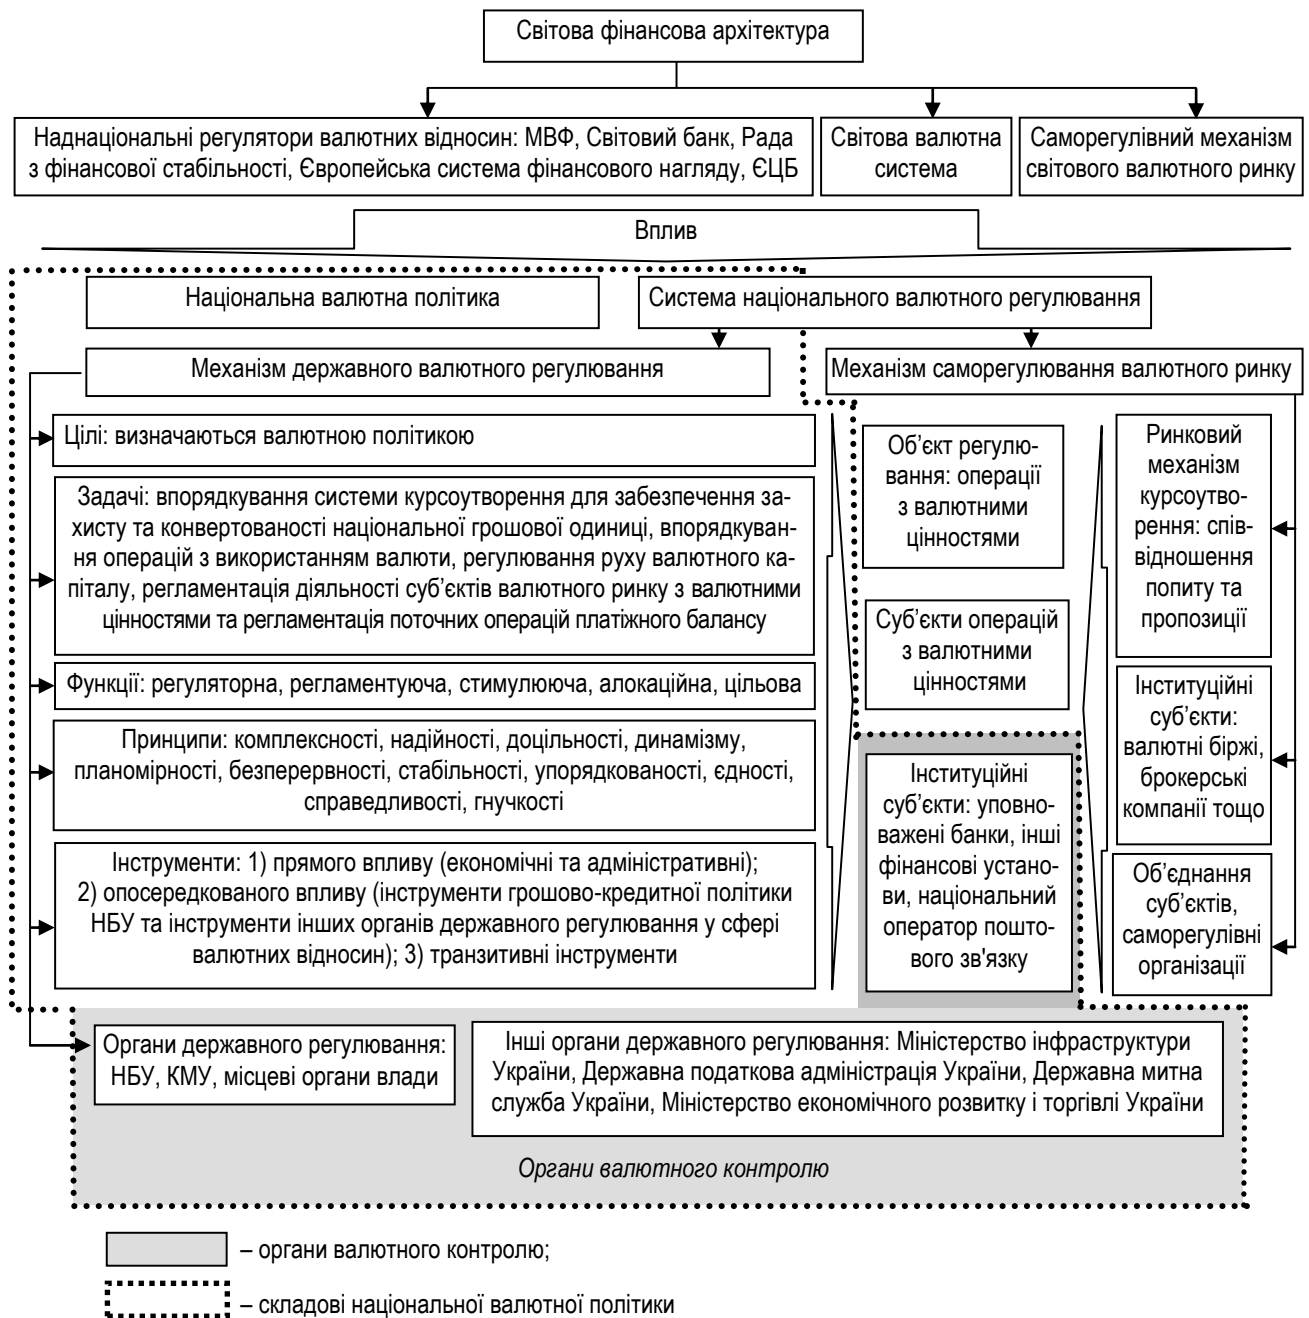 Світова фінансова архітектура
Наднаціональні регулятори валютних відносин: МВФ, Світовий банк, Рада
з фінансової стабільності, Європейська система фінансового нагляду, ЄЦБ
Світова валютна
система
Саморегулівний механізм
світового валютного ринку
Вплив
Національна валютна політика
Система національного валютного регулювання
Механізм державного валютного регулювання
Механізм саморегулювання валютного ринку
Цілі: визначаються валютною політикою
Задачі: впорядкування системи курсоутворення для забезпечення за-
хисту та конвертованості національної грошової одиниці, впорядкуван-
ня операцій з використанням валюти, регулювання руху валютного ка-
піталу, регламентація діяльності суб’єктів валютного ринку з валютними
цінностями та регламентація поточних операцій платіжного балансу
Функції: регуляторна, регламентуюча, стимулююча, алокаційна, цільова
Принципи: комплексності, надійності, доцільності, динамізму,
планомірності, безперервності, стабільності, упорядкованості, єдності,
справедливості, гнучкості
Інструменти: 1) прямого впливу (економічні та адміністративні);
2) опосередкованого впливу (інструменти грошово-кредитної політики
НБУ та інструменти інших органів державного регулювання у сфері
валютних відносин); 3) транзитивні інструменти
Об’єкт регулю-
вання: операції
з валютними
цінностями
Суб’єкти операцій
з валютними
цінностями
Інституційні
суб’єкти: уповно-
важені банки, інші
фінансові устано-
ви, національний
оператор пошто-
вого зв'язку
Ринковий
механізм
курсоутво-
рення: спів-
відношення
попиту та
пропозиції
Інституційні
суб’єкти:
валютні біржі,
брокерські
компанії тощо
Об’єднання
суб’єктів,
саморегулівні
організації
Органи державного регулювання:
НБУ, КМУ, місцеві органи влади
Інші органи державного регулювання: Міністерство інфраструктури
України, Державна податкова адміністрація України, Державна митна
служба України, Міністерство економічного розвитку і торгівлі України
Органи валютного контролю
– органи валютного контролю;
– складові національної валютної політики